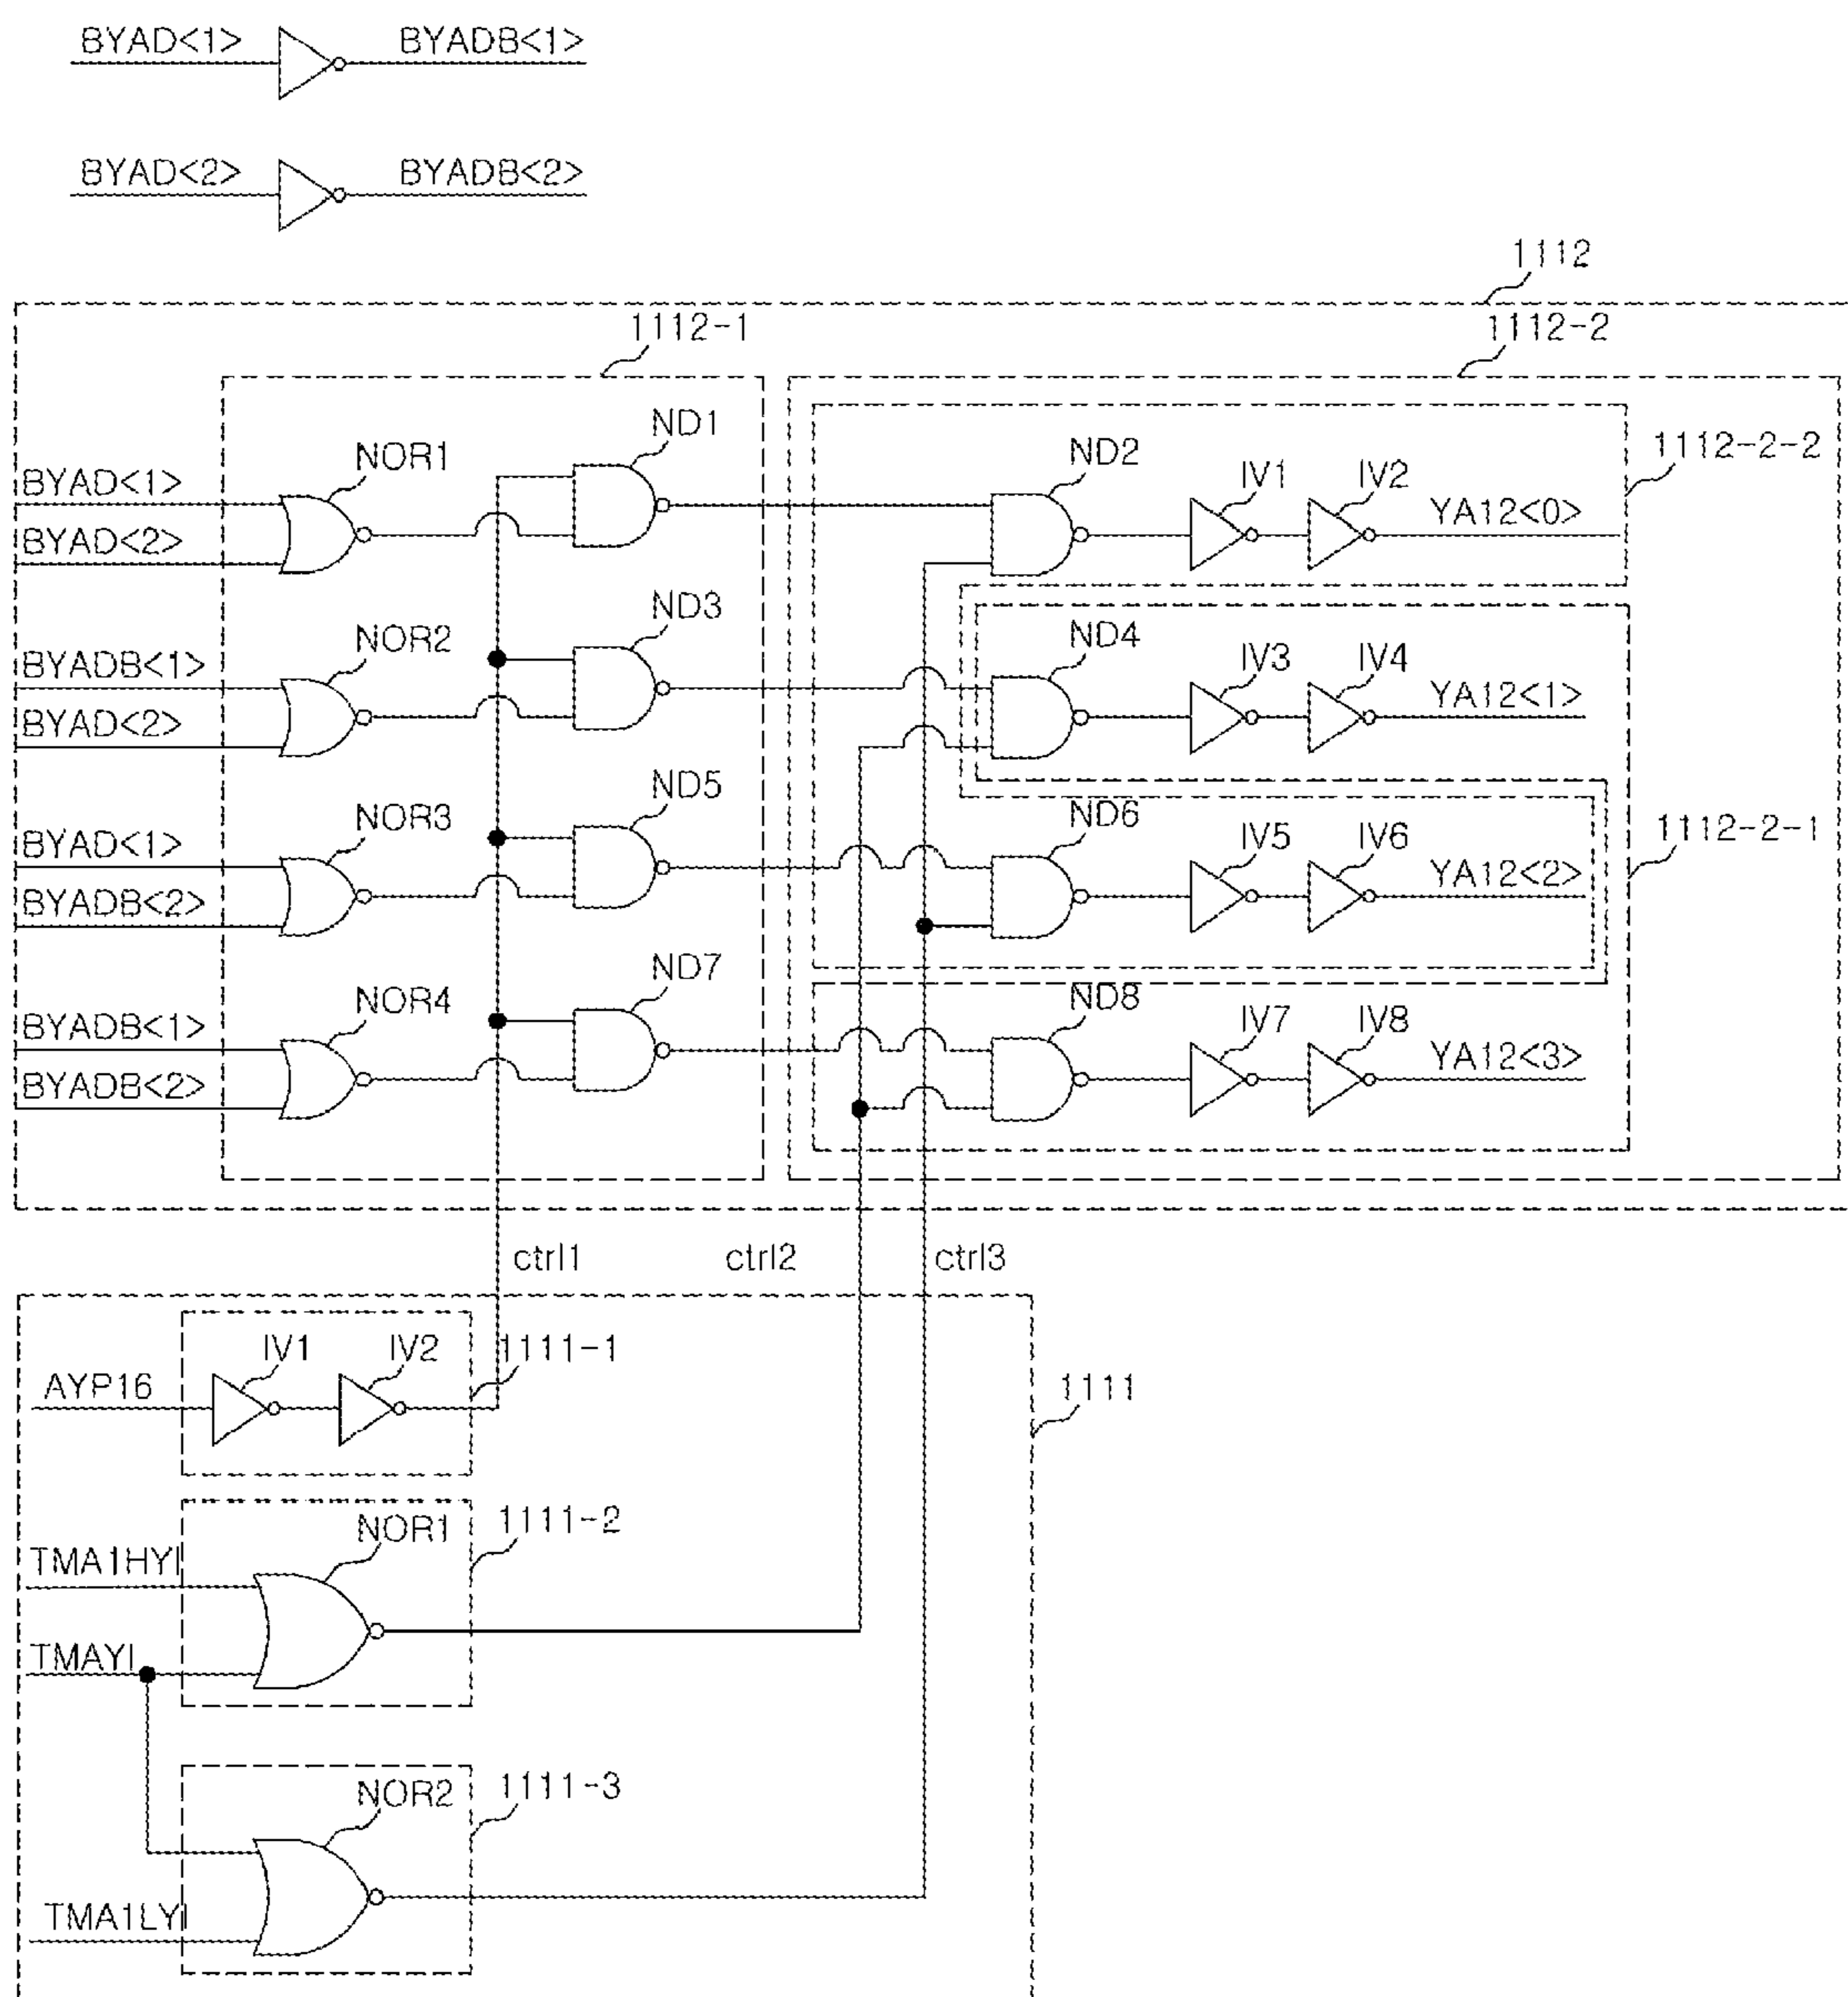 BYAD<1> BYADB<1>
BYAD<2> BYADB<2>
1112
1112-1 1112-2
ND1
NOR1 ND2 1112-2-2
BYAD<1> IV1 IV2 YA12<0>
BYAD<2>
ND3
NOR2 ND4
BYADB<1> IV3 IV4 YA12<1>
BYAD<2>
ND5
NOR3 ND6 1112-2-1
BYAD<1> IV5 IV6 YA12<2>
BYADB<2>
ND7
NOR4 ND8
BYADB<1> IV7 IV8 YA12<3>
BYADB<2>
ctrl1 ctrl2 ctrl3
IV1 IV2 1111-1
AYP16 1111
NOR1 1111-2
TMA1HYI
TMAYI
NOR2 1111-3
TMA1LYI